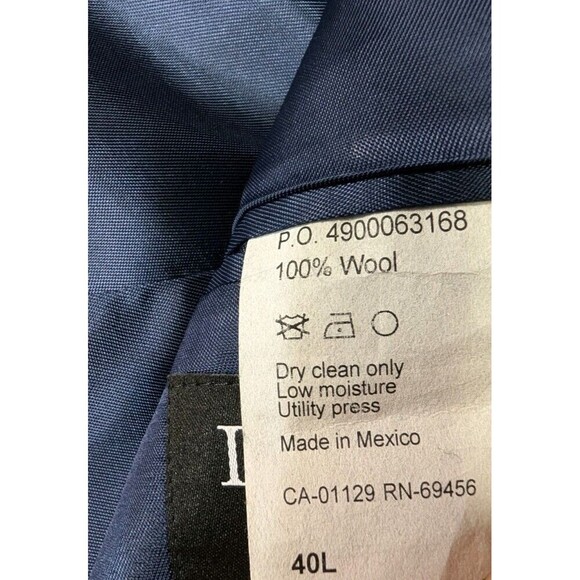 P.O. 4900063168
100% Wool
Dry clean only
Low moisture
Utility press
Made in Mexico
CA-01129 RN-69456
40L